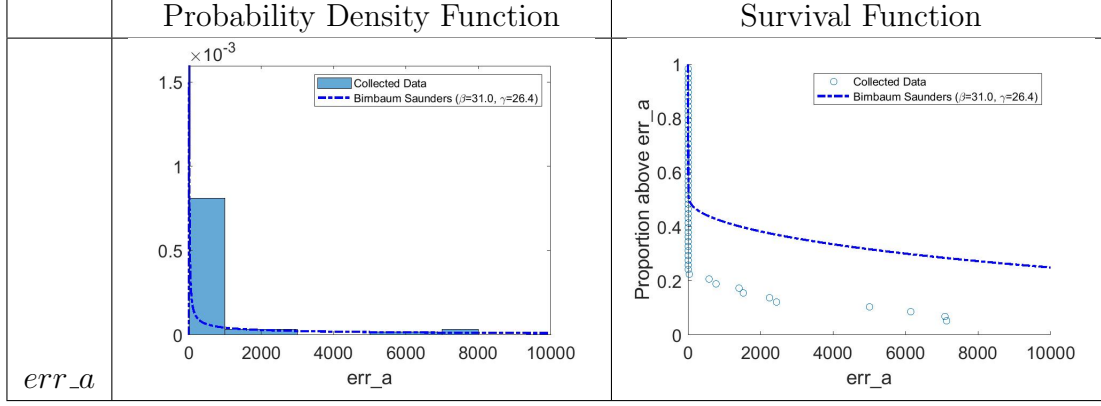 Probability Density Function
Survival Function
×10-3
1.5
1
0.5
0
0
2000
4000
6000
8000
10000
err_a
Collected Data
Birnbaum Saunders (β=31.0, γ=26.4)
Proportion above err_a
1
0.8
0.6
0.4
0.2
0
0
2000
4000
6000
8000
10000
err_a
Collected Data
Birnbaum Saunders (β=31.0, γ=26.4)
err_a